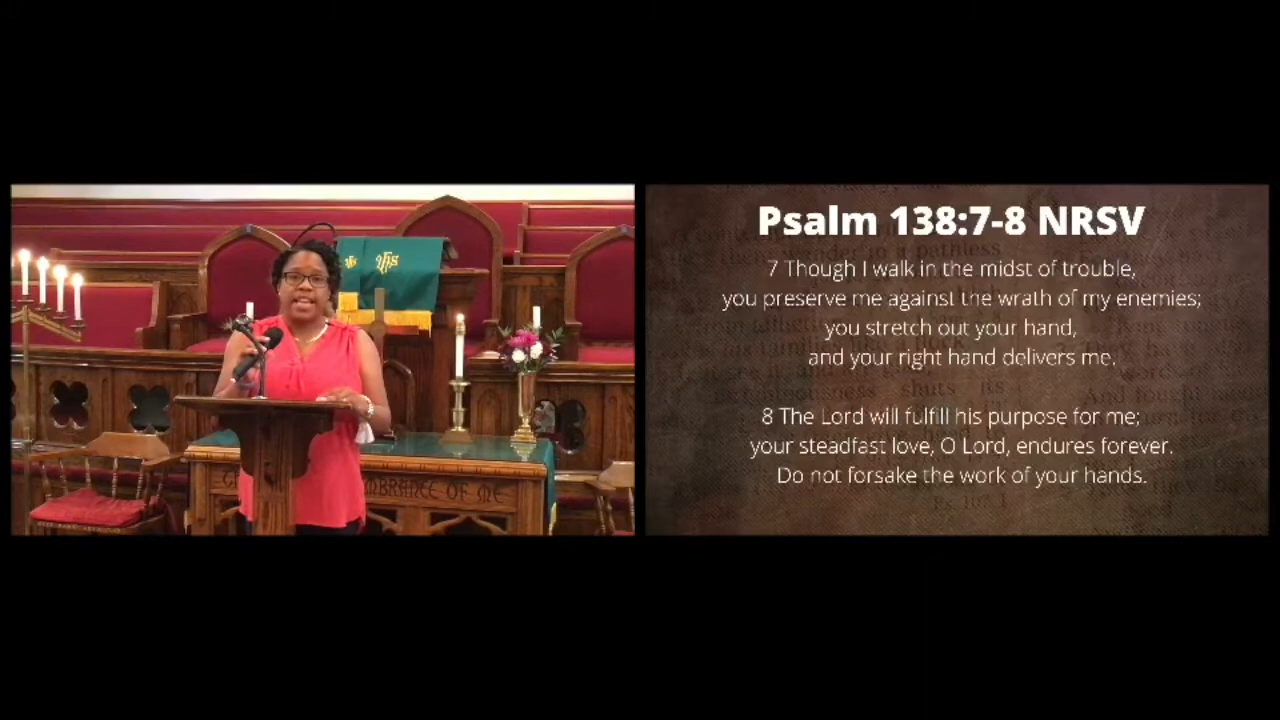 IHS
MBRANCE OF ME
Psalm 138:7-8 NRSV
7 Though I walk in the midst of trouble,
you preserve me against the wrath of my enemies;
you stretch out your hand,
and your right hand delivers me.
8 The Lord will fulfill his purpose for me;
your steadfast love, O Lord, endures forever.
Do not forsake the work of your hands.